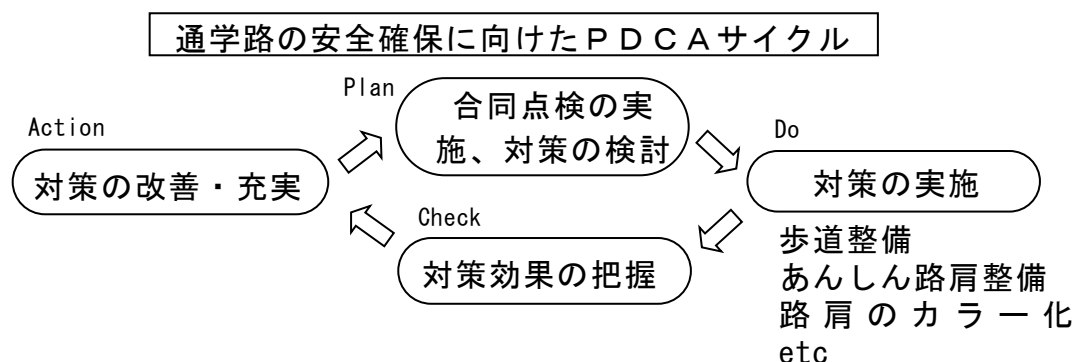 通学路の安全確保に向けたＰＤＣＡサイクル
Plan
合同点検の実
施、対策の検討
Action
対策の改善・充実
Do
対策の実施
歩道整備
あんしん路肩整備
路肩のカラー化
etc
Check
対策効果の把握